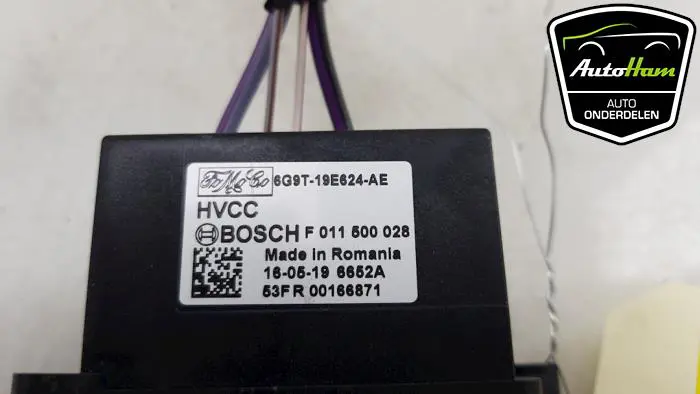 AutoHam
AUTO
ONDERDELEN
FoMoCo 6G9T-19E624-AE
HVCC
BOSCH F 011 500 028
Made in Romania
16-05-19 6652A
53FR 00166871